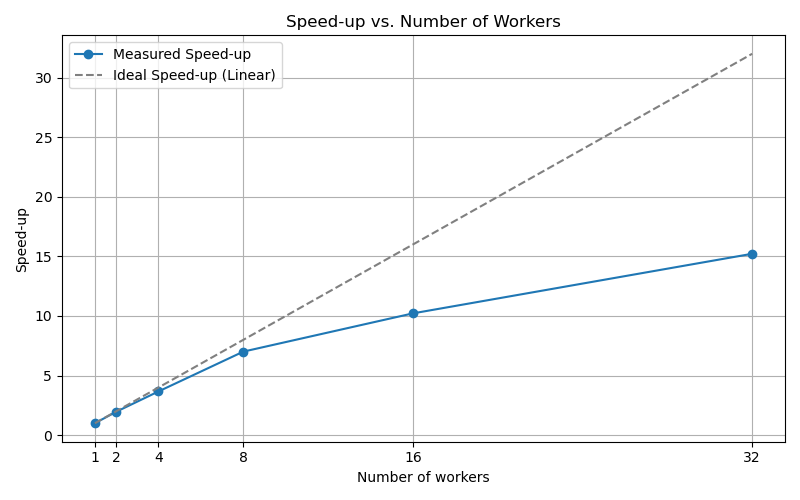 Speed-up vs. Number of Workers
Measured Speed-up
Ideal Speed-up (Linear)
30
25
20
15
10
5
0
Speed-up
1 2 4 8 16 32
Number of workers